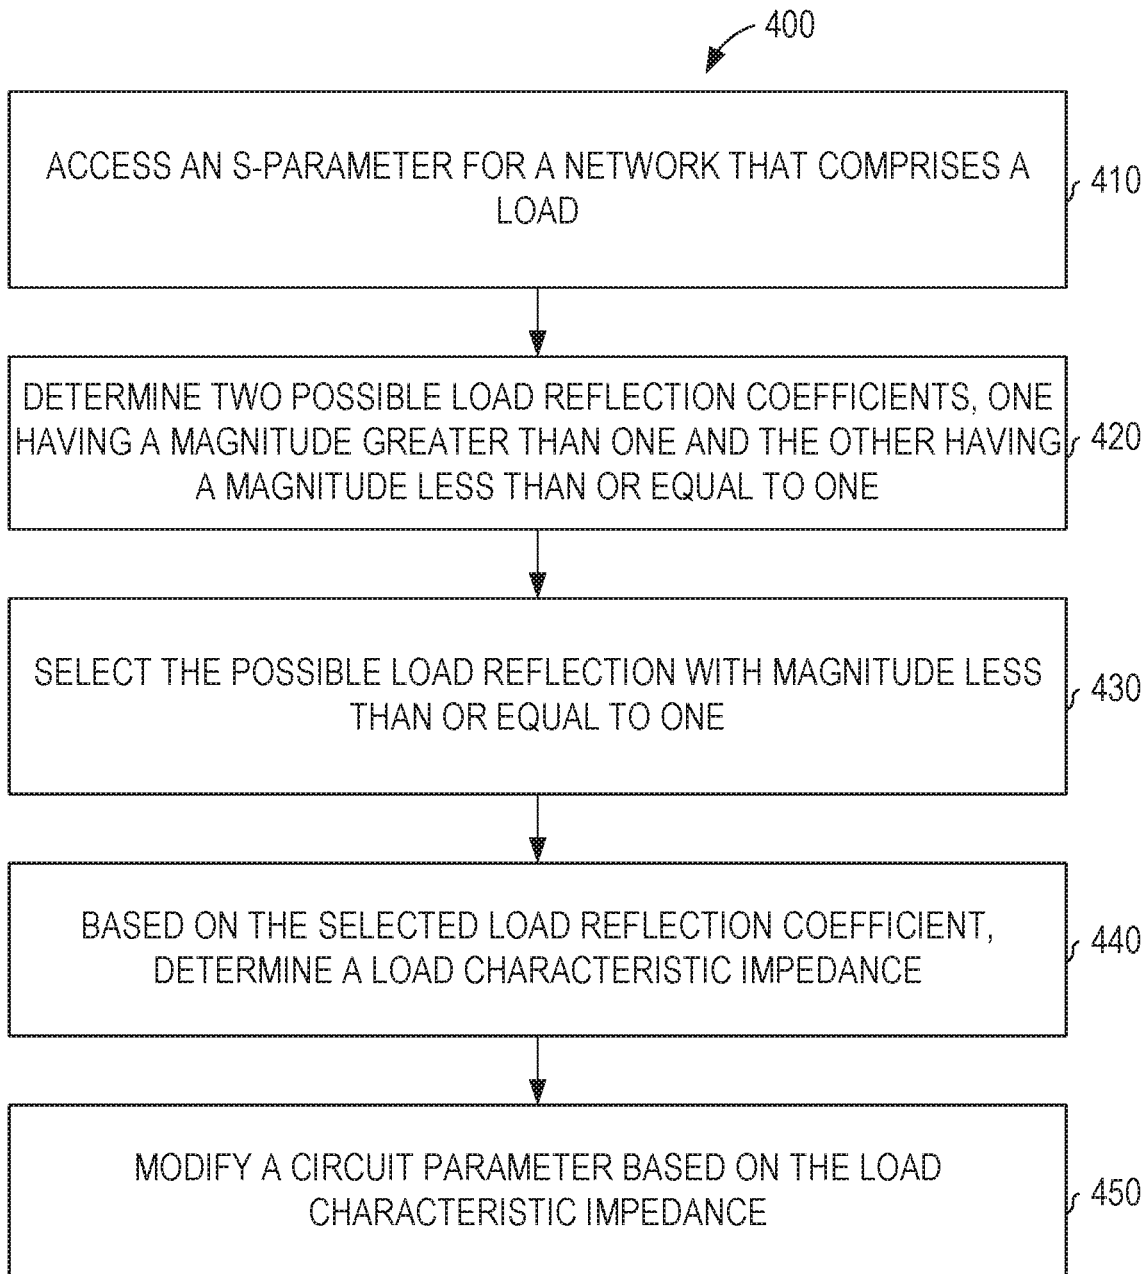 400
ACCESS AN S-PARAMETER FOR A NETWORK THAT COMPRISES A
LOAD
410
DETERMINE TWO POSSIBLE LOAD REFLECTION COEFFICIENTS, ONE
HAVING A MAGNITUDE GREATER THAN ONE AND THE OTHER HAVING
A MAGNITUDE LESS THAN OR EQUAL TO ONE
420
SELECT THE POSSIBLE LOAD REFLECTION WITH MAGNITUDE LESS
THAN OR EQUAL TO ONE
430
BASED ON THE SELECTED LOAD REFLECTION COEFFICIENT,
DETERMINE A LOAD CHARACTERISTIC IMPEDANCE
440
MODIFY A CIRCUIT PARAMETER BASED ON THE LOAD
CHARACTERISTIC IMPEDANCE
450